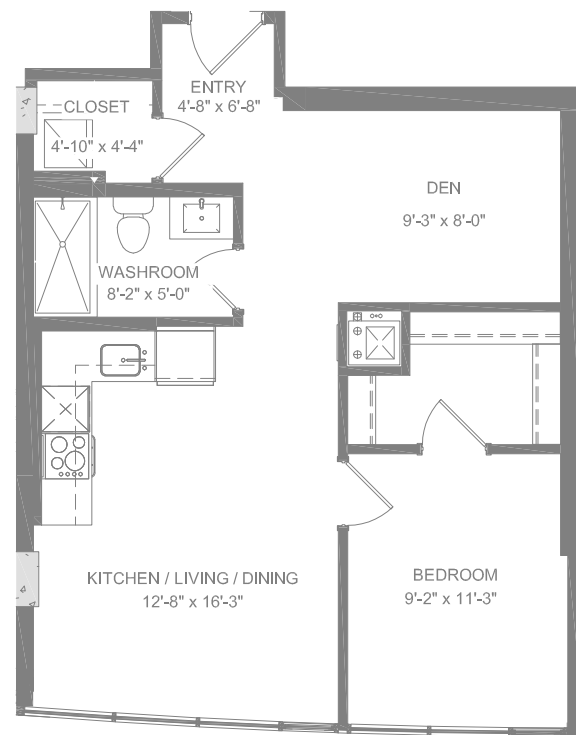 ENTRY
4'-8" x 6'-8"
CLOSET
4'-10" x 4'-4"
DEN
9'-3" x 8'-0"
WASHROOM
8'-2" x 5'-0"
KITCHEN / LIVING / DINING
12'-8" x 16'-3"
BEDROOM
9'-2" x 11'-3"